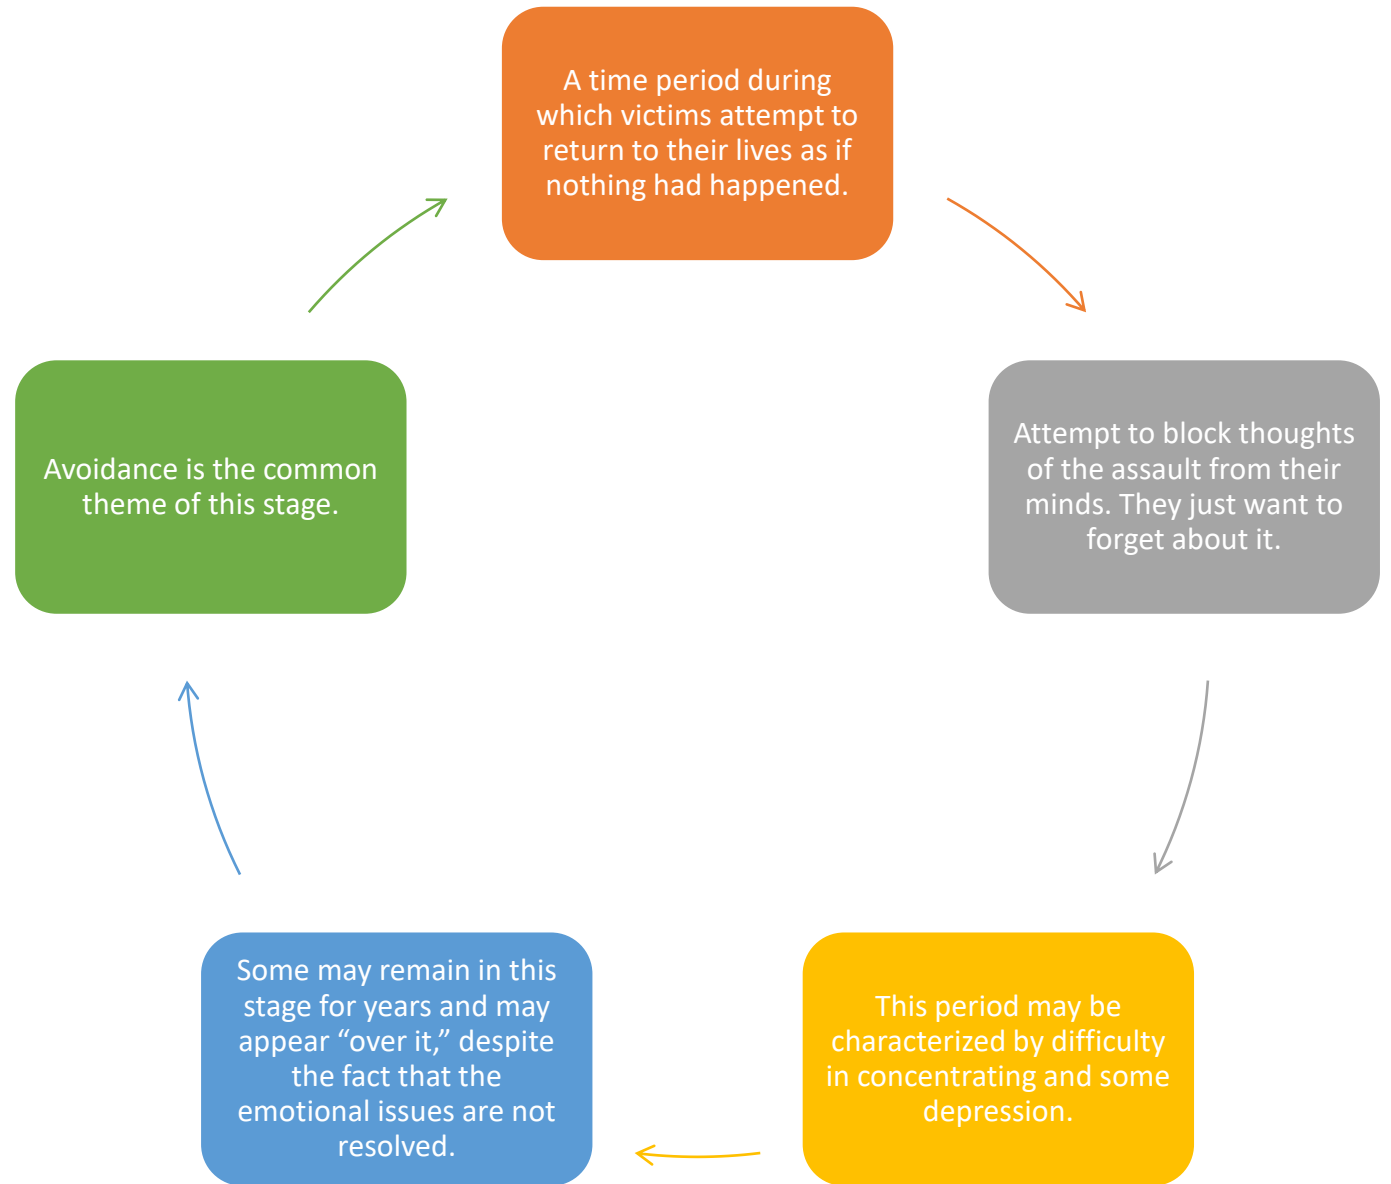 A time period during
which victims attempt to
return to their lives as if
nothing had happened.
Attempt to block thoughts
of the assault from their
minds. They just want to
forget about it.
This period may be
characterized by difficulty
in concentrating and some
depression.
Some may remain in this
stage for years and may
appear “over it,” despite
the fact that the
emotional issues are not
resolved.
Avoidance is the common
theme of this stage.